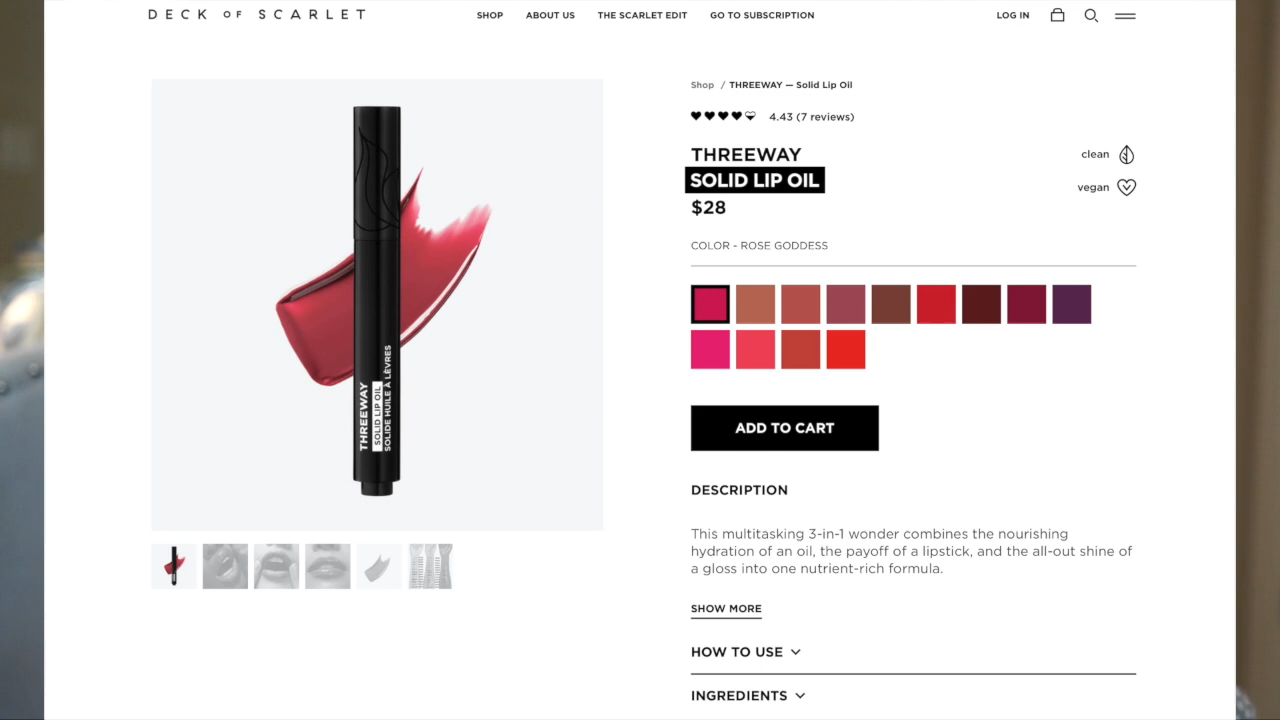 DECK OF SCARLET
SHOP
ABOUT US
THE SCARLET EDIT
GO TO SUBSCRIPTION
LOG IN
Shop / THREEWAY — Solid Lip Oil
4.43 (7 reviews)
THREEWAY
SOLID LIP OIL
$28
clean
vegan
COLOR - ROSE GODDESS
ADD TO CART
DESCRIPTION
This multitasking 3-in-1 wonder combines the nourishing
hydration of an oil, the payoff of a lipstick, and the all-out shine of
a gloss into one nutrient-rich formula.
SHOW MORE
HOW TO USE
INGREDIENTS
THREEWAY
SOLID LIP OIL
SOLIDE HUILE À LÈVRES